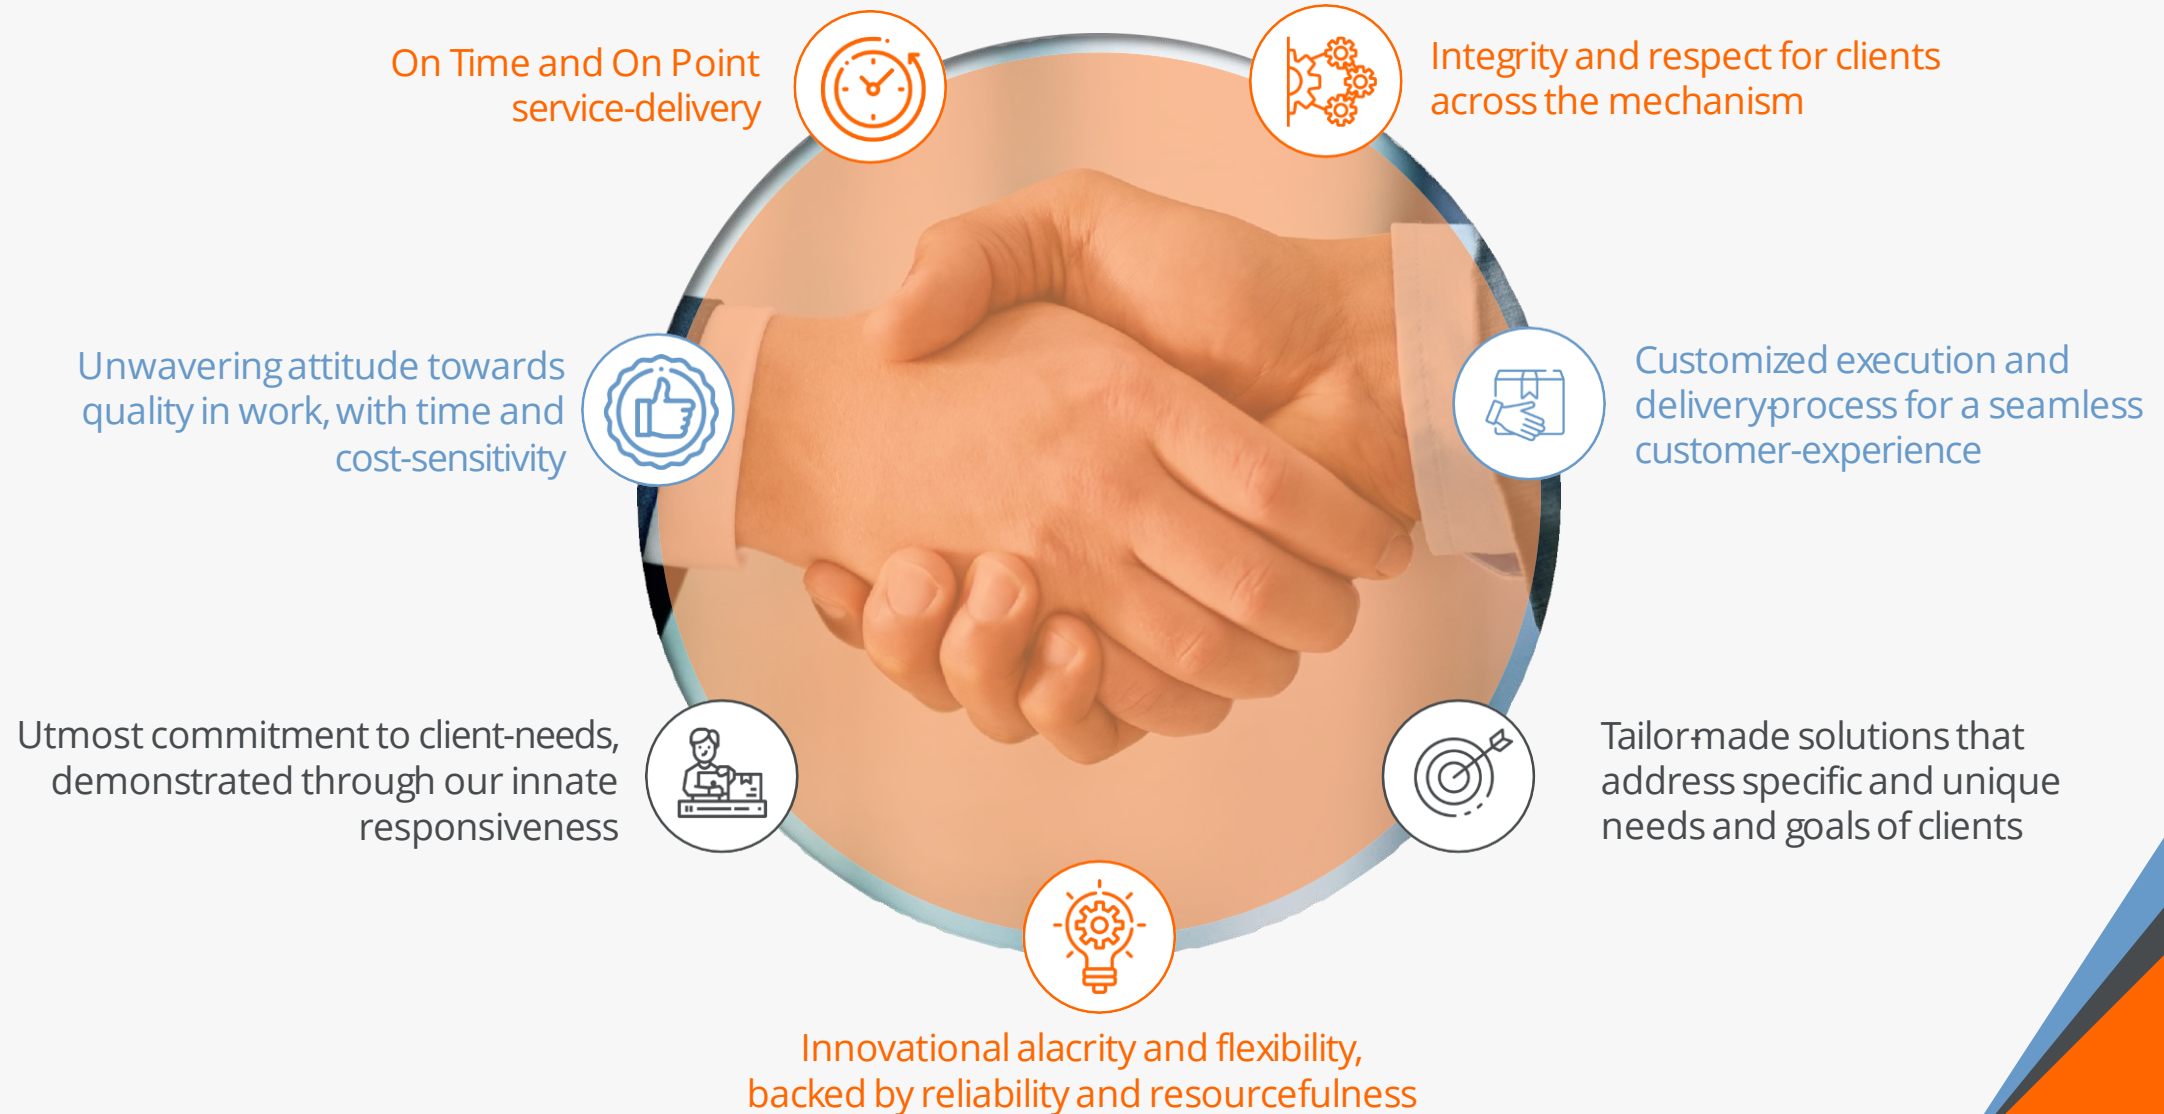 On Time and On Point
service-delivery
Integrity and respect for clients
across the mechanism
Unwavering attitude towards
quality in work, with time and
cost-sensitivity
Customized execution and
delivery-process for a seamless
customer-experience
Utmost commitment to client-needs,
demonstrated through our innate
responsiveness
Tailor-made solutions that
address specific and unique
needs and goals of clients
Innovational alacrity and flexibility,
backed by reliability and resourcefulness